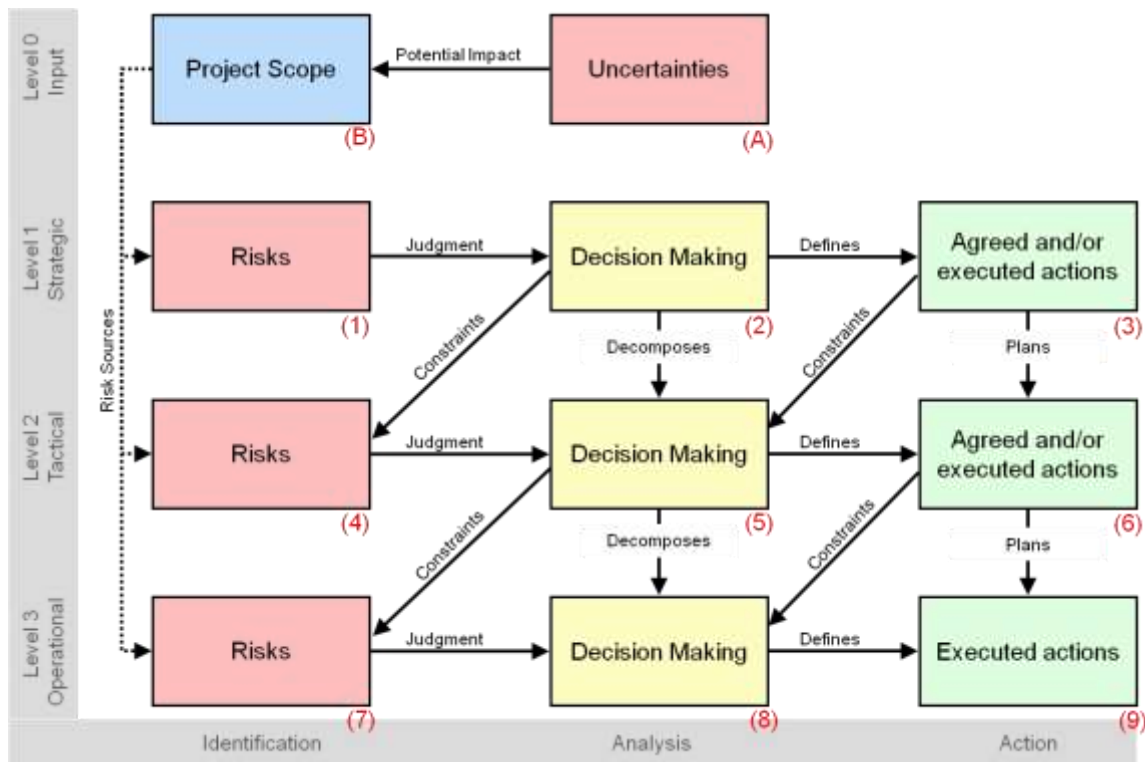 Level 0
Input
Project Scope
Potential Impact
Uncertainties
(B)
(A)
Level 1
Strategic
Risks
Judgment
Decision Making
Defines
Agreed and/or
executed actions
(1)
(2)
(3)
Risk Sources
Constraints
Decomposes
Constraints
Plans
Level 2
Tactical
Risks
Judgment
Decision Making
Defines
Agreed and/or
executed actions
(4)
(5)
(6)
Constraints
Decomposes
Constraints
Plans
Level 3
Operational
Risks
Judgment
Decision Making
Defines
Executed actions
(7)
(8)
(9)
Identification
Analysis
Action